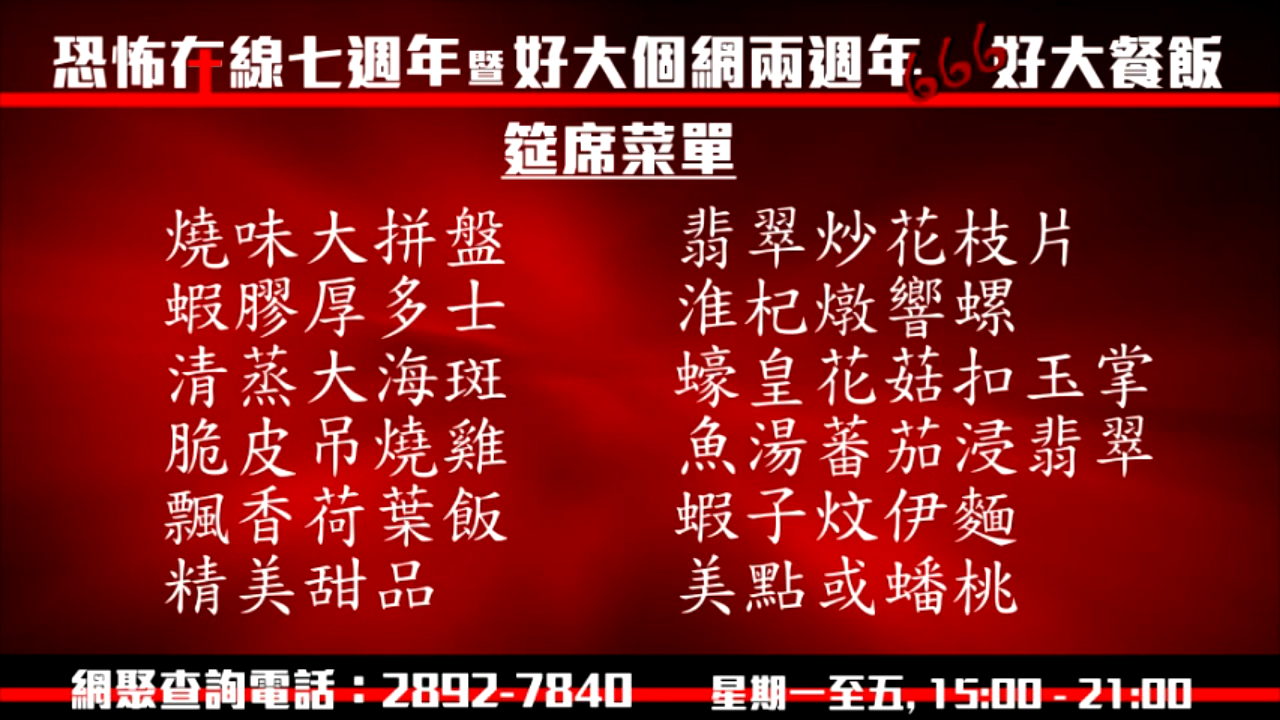 恐怖在線七週年暨好大個網兩週年666好大餐飯
筵席菜單
燒味大拼盤
蝦膠厚多士
清蒸大海斑
脆皮吊燒雞
飄香荷葉飯
精美甜品
翡翠炒花枝片
淮杞燉響螺
蠔皇花菇扣玉掌
魚湯蕃茄浸翡翠
蝦子炆伊麵
美點或蟠桃
網聚查詢電話：2892-7840
星期一至五, 15:00 - 21:00